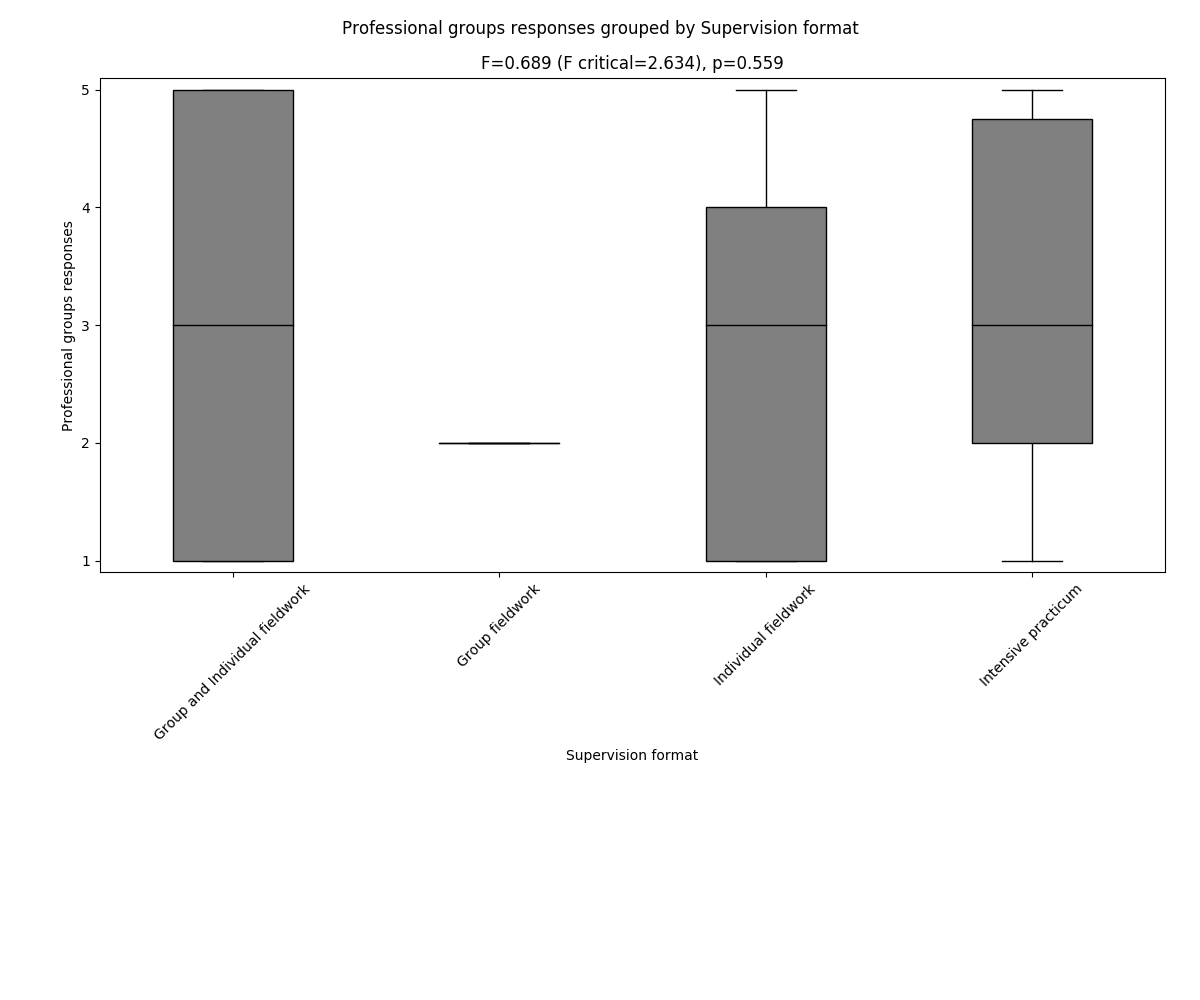 Professional groups responses grouped by Supervision format
F=0.689 (F critical=2.634), p=0.559
Professional groups responses
5
4
3
2
1
Group and Individual fieldwork
Group fieldwork
Individual fieldwork
Intensive practicum
Supervision format